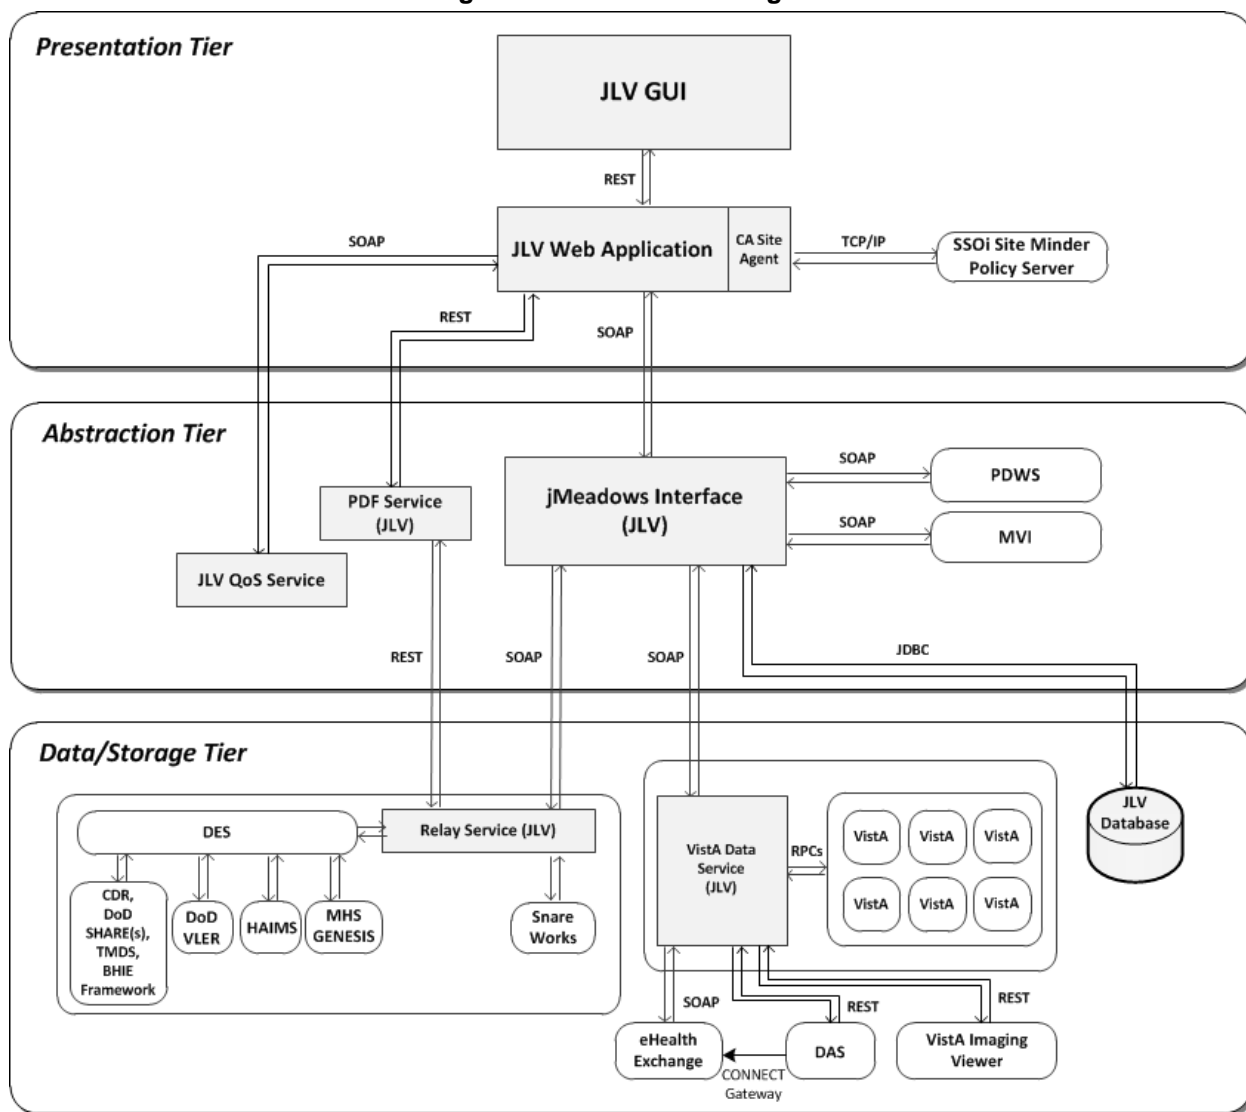 Presentation Tier
JLV GUI
REST
JLV Web Application
CA Site
Agent
SOAP
TCP/IP
SSOi Site Minder
Policy Server
REST
SOAP
Abstraction Tier
jMeadows Interface
(JLV)
SOAP
PDWS
SOAP
MVI
PDF Service
(JLV)
JLV QoS Service
REST
SOAP
SOAP
JDBC
Data/Storage Tier
DES
Relay Service (JLV)
CDR,
DoD
SHARE(s),
TMDS,
BHIE
Framework
DoD
VLER
HAIMS
MHS
GENESIS
Snare
Works
VistA Data
Service
(JLV)
RPCs
VistA
VistA
VistA
VistA
VistA
VistA
JLV
Database
SOAP
REST
REST
eHealth
Exchange
CONNECT
Gateway
DAS
VistA Imaging
Viewer